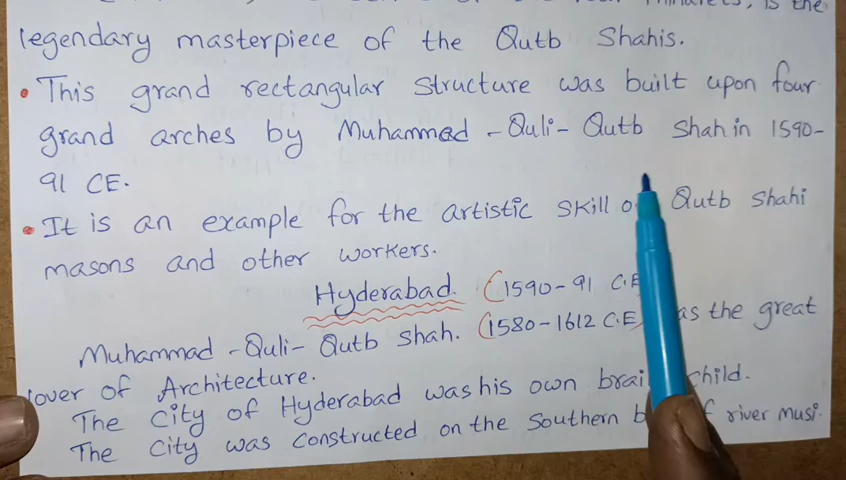 is the
legendary masterpiece of the Qutb Shahis.
• This grand rectangular structure was built upon four
grand arches by Muhammad - Quli - Qutb Shah in 1590-
91 CE.
• It is an example for the artistic skill Qutb Shahi
masons and other workers.
Hyderabad. (1590-91 C.E
Muhammad - Quli - Qutb Shah. (1580-1612 C.E) the great
lover of Architecture.
The City of Hyderabad was his own child.
The City was constructed on the Southern river musi.